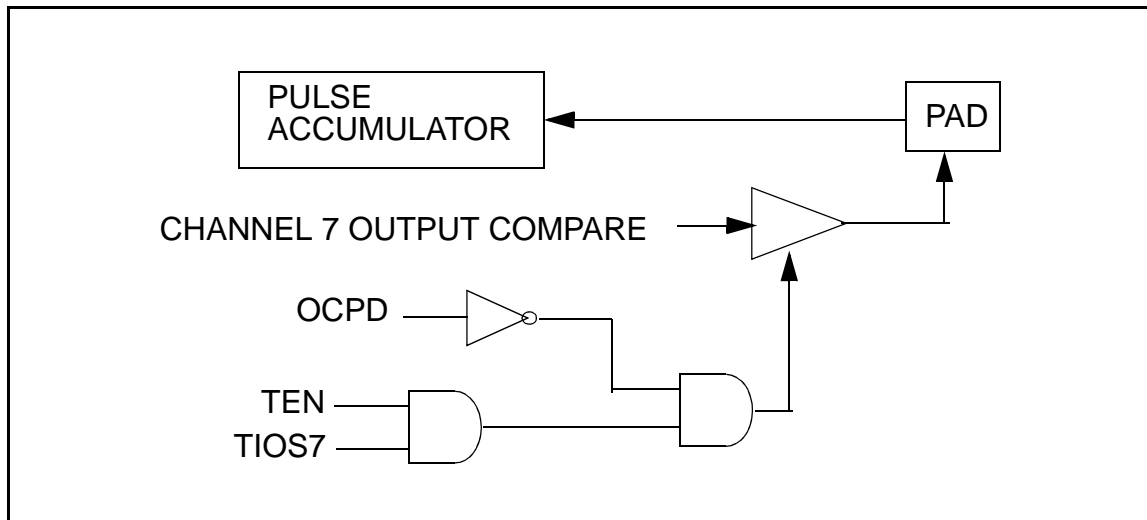 PULSE
ACCUMULATOR
PAD
CHANNEL 7 OUTPUT COMPARE
OCPD
TEN
TIOS7